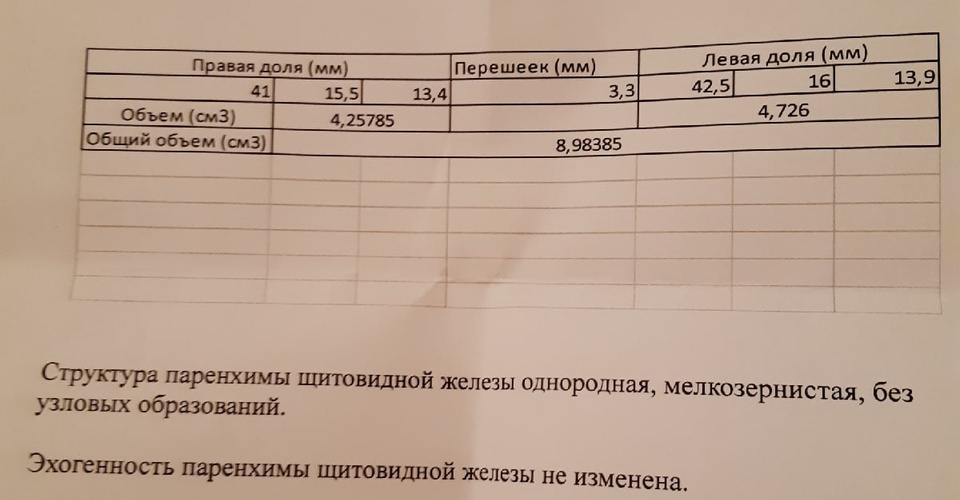 Правая доля (мм) Перешеек (мм) Левая доля (мм)
41 15,5 13,4 3,3 42,5 16 13,9
Объем (см3) 4,25785 4,726
Общий объем (см3) 8,98385
Структура паренхимы щитовидной железы однородная, мелкозернистая, без
узловых образований.
Эхогенность паренхимы щитовидной железы не изменена.